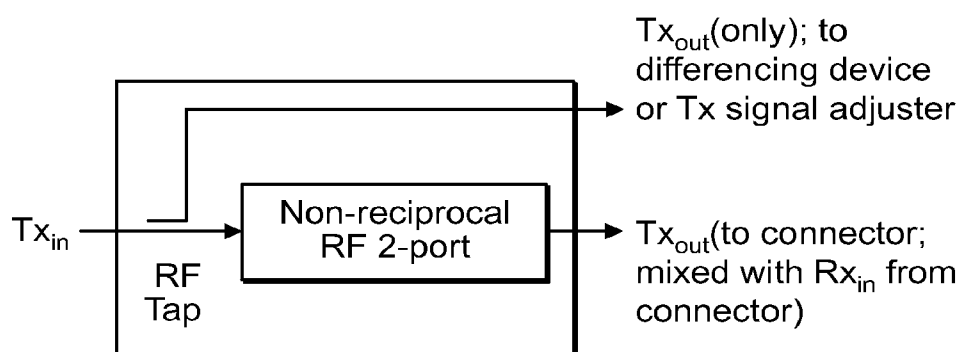 Tx_out(only); to
differencing device
or Tx signal adjuster
Tx_in
Non-reciprocal
RF 2-port
RF
Tap
Tx_out(to connector;
mixed with Rx_in from
connector)